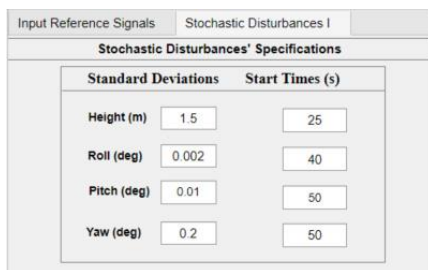 Input Reference Signals Stochastic Disturbances I
Stochastic Disturbances' Specifications
Standard Deviations Start Times (s)
Height (m) 1.5 25
Roll (deg) 0.002 40
Pitch (deg) 0.01 50
Yaw (deg) 0.2 50